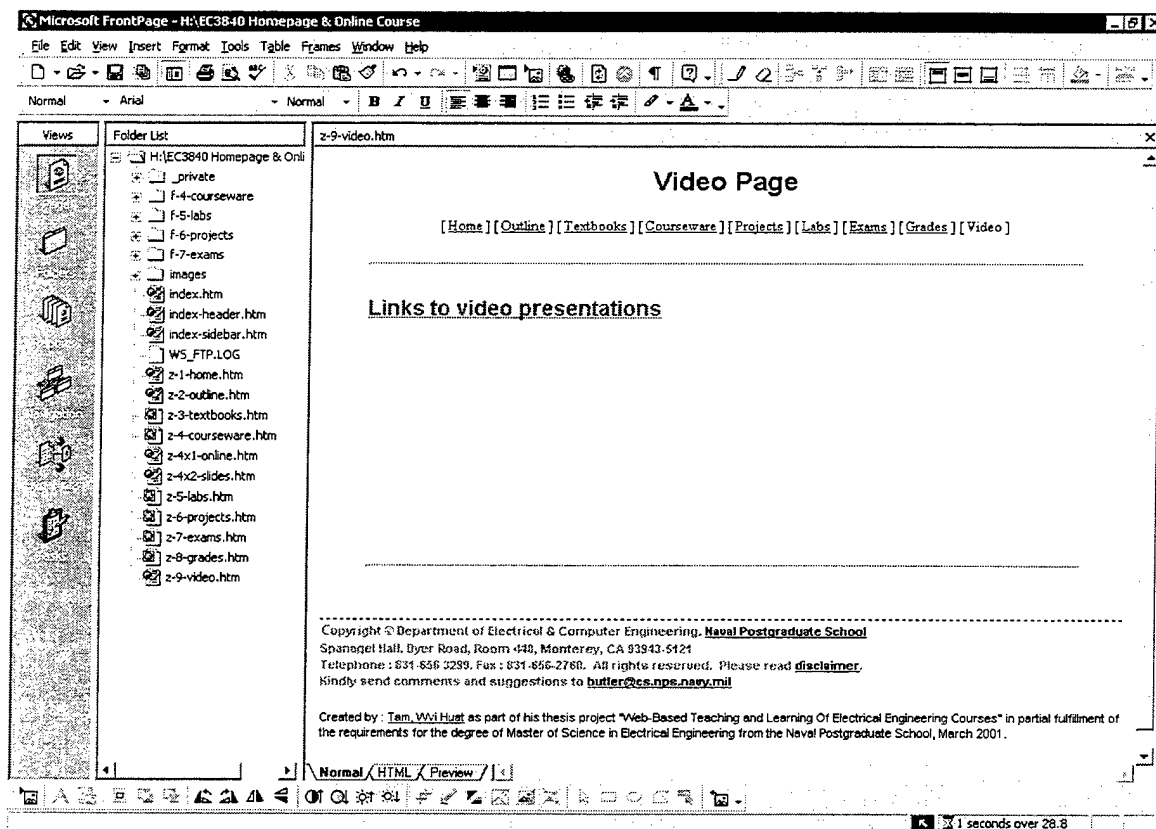 Microsoft FrontPage - H:\EC3840 Homepage & Online Course
File Edit View Insert Format Tools Table Frames Window Help
Normal Arial Normal B I U A
Views Folder List z-9-video.htm
H:\EC3840 Homepage & Onli
_private
f-4-courseware
f-5-labs
f-6-projects
f-7-exams
images
index.htm
index-header.htm
index-sidebar.htm
WS_FTP.LOG
z-1-home.htm
z-2-outline.htm
z-3-textbooks.htm
z-4-courseware.htm
z-4x1-online.htm
z-4x2-slides.htm
z-5-labs.htm
z-6-projects.htm
z-7-exams.htm
z-8-grades.htm
z-9-video.htm
Video Page
[ Home ] [ Outline ] [ Textbooks ] [ Courseware ] [ Projects ] [ Labs ] [ Exams ] [ Grades ] [ Video ]
Links to video presentations
Copyright © Department of Electrical & Computer Engineering, Naval Postgraduate School
Spanagel Hall, Dyer Road, Room 448, Monterey, CA 93943-5121
Telephone : 831-656-3299. Fax : 831-656-2760. All rights reserved. Please read disclaimer.
Kindly send comments and suggestions to butler@cs.nps.navy.mil
Created by : Tam, Wei Huat as part of his thesis project "Web-Based Teaching and Learning Of Electrical Engineering Courses" in partial fulfillment of
the requirements for the degree of Master of Science in Electrical Engineering from the Naval Postgraduate School, March 2001.
Normal HTML Preview
1 seconds over 28.8